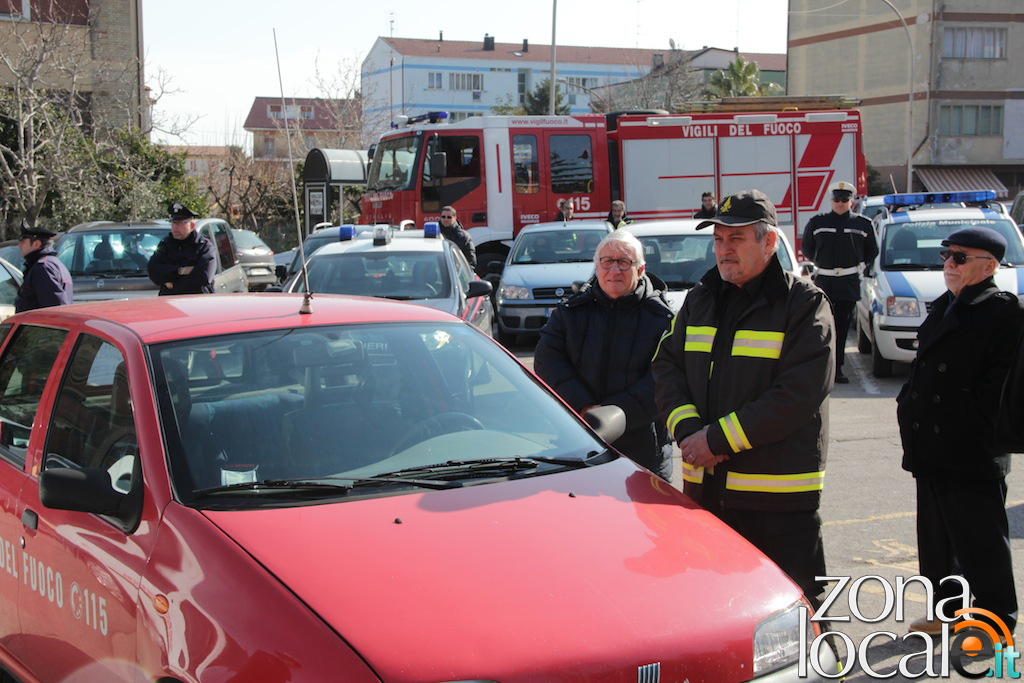 www.vigilfuoco.it
VIGILI DEL FUOCO
IVECO
115
DEL FUOCO 115
zona
locale.it